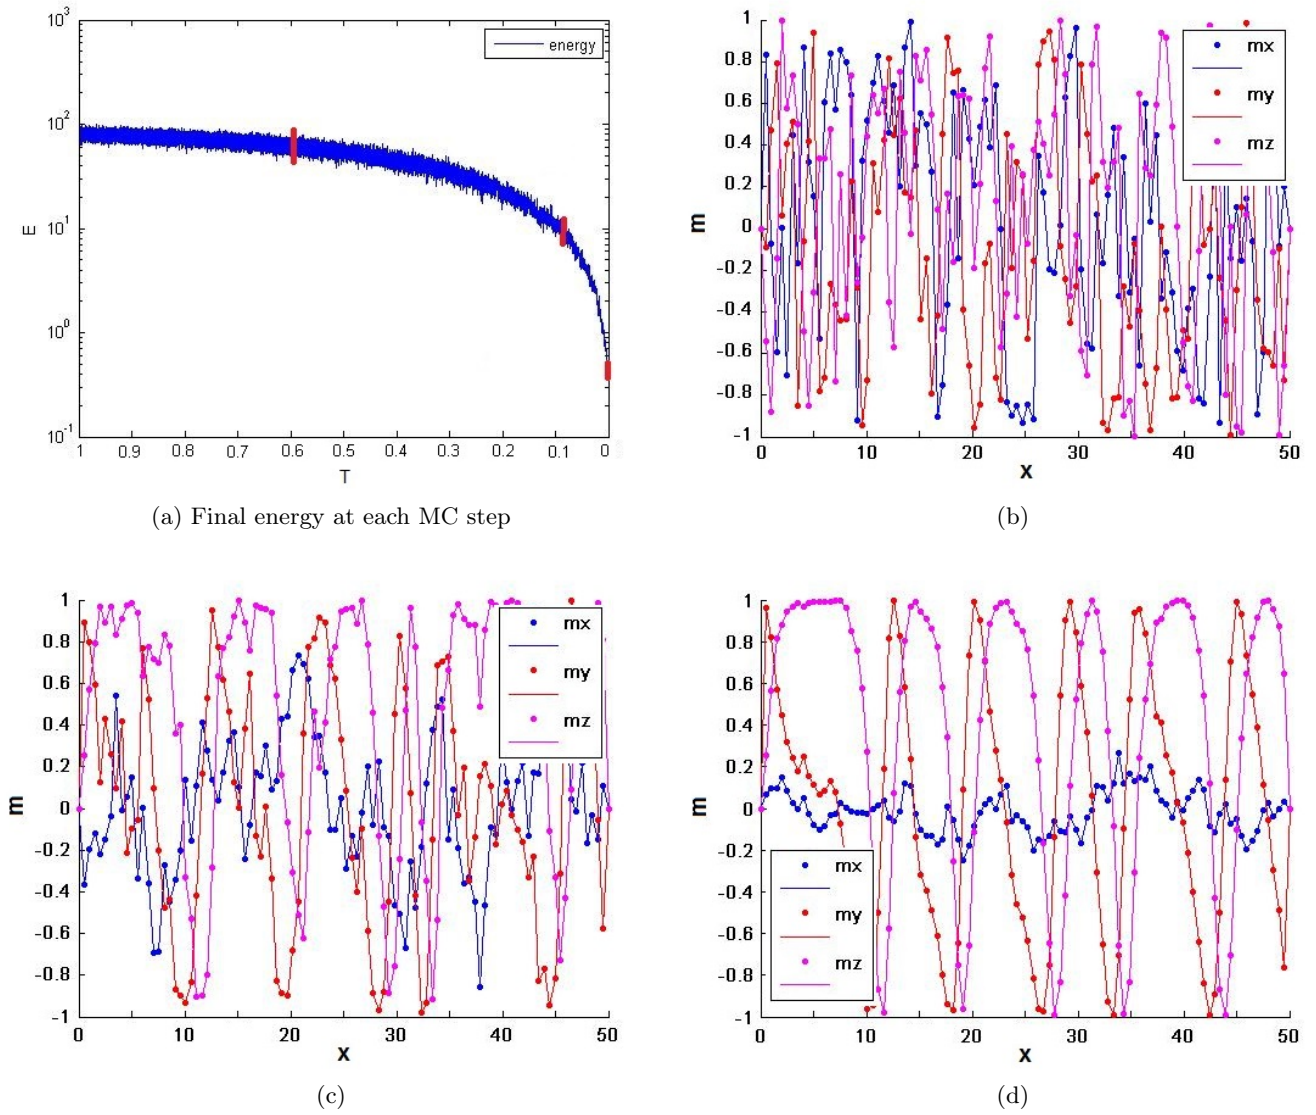 10^3
10^2
10^1
10^0
10^-1
E
energy
1 0.9 0.8 0.7 0.6 0.5 0.4 0.3 0.2 0.1 0
T
(a) Final energy at each MC step
1
0.8
0.6
0.4
0.2
0
-0.2
-0.4
-0.6
-0.8
-1
m
mx
my
mz
0 10 20 30 40 50
x
(b)
1
0.8
0.6
0.4
0.2
0
-0.2
-0.4
-0.6
-0.8
-1
m
mx
my
mz
0 10 20 30 40 50
x
(c)
1
0.8
0.6
0.4
0.2
0
-0.2
-0.4
-0.6
-0.8
-1
m
mx
my
mz
0 10 20 30 40 50
x
(d)